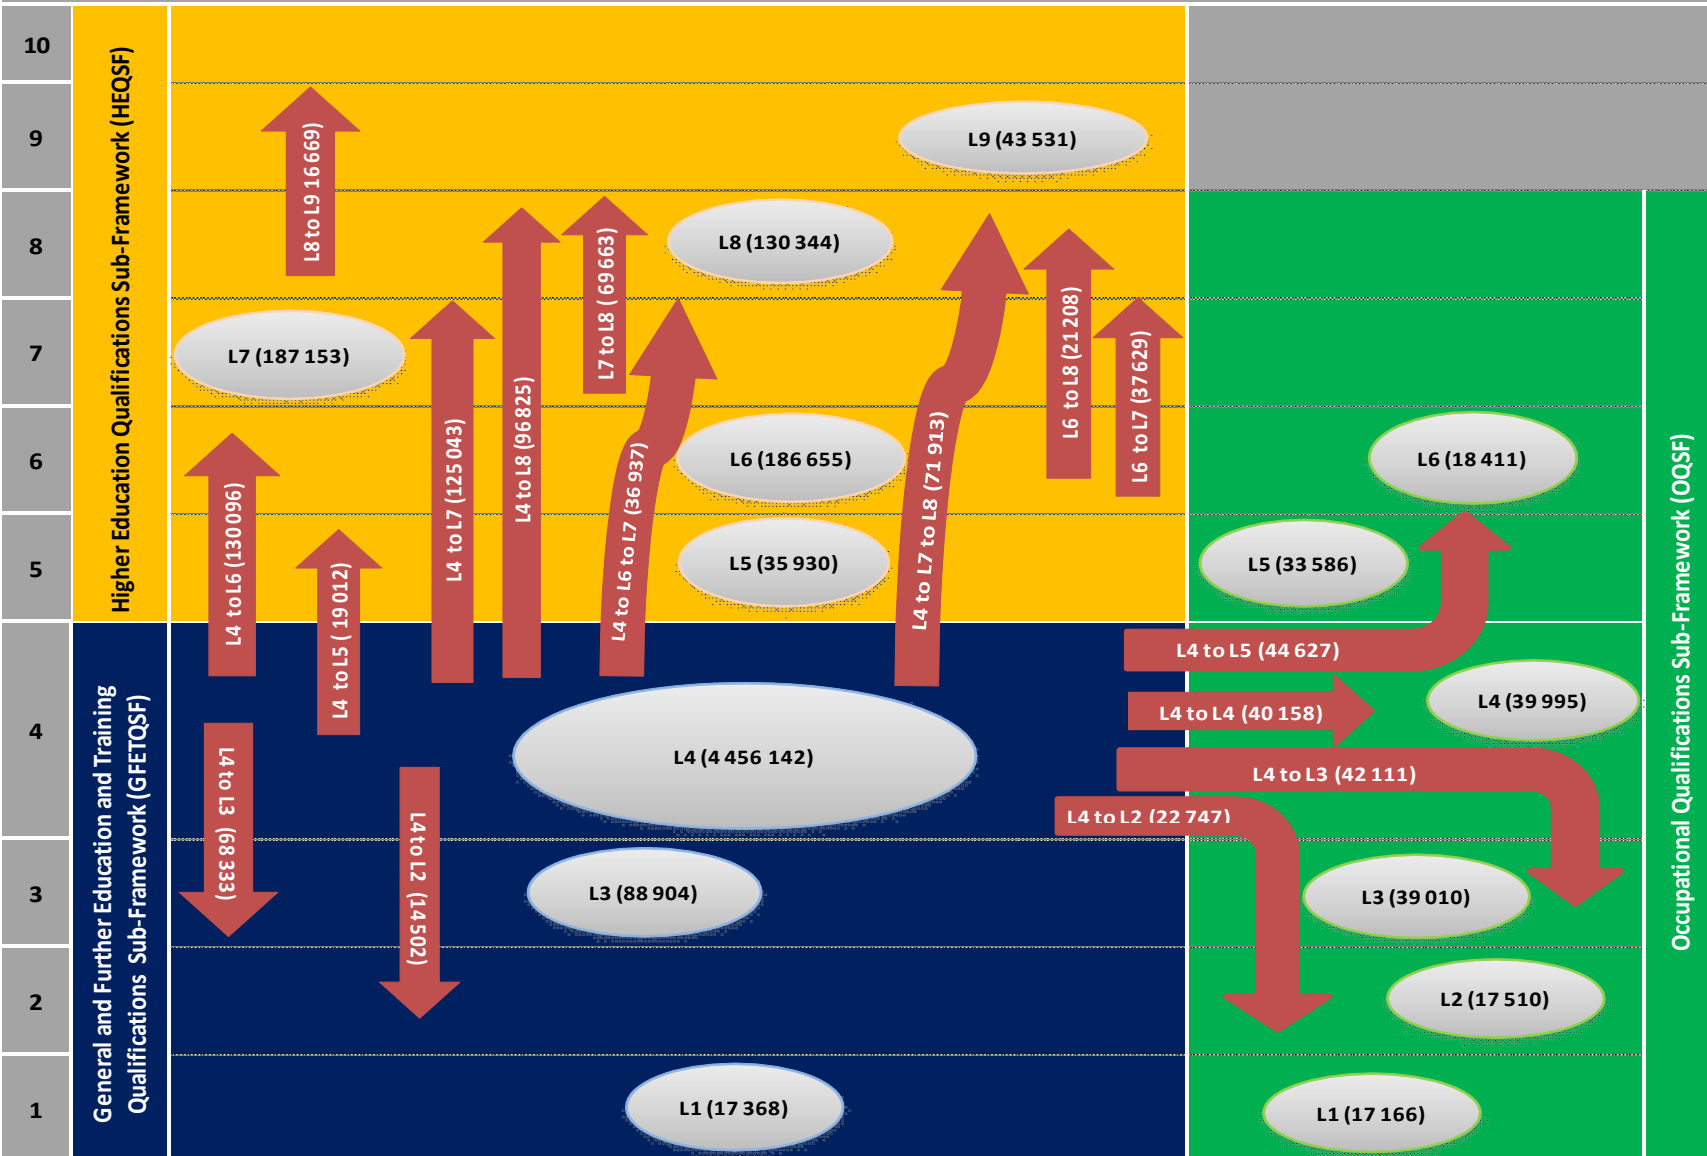 10
9
8
7
6
5
4
3
2
1
Higher Education Qualifications Sub-Framework (HEQSF)
General and Further Education and Training
Qualifications Sub-Framework (GFETQSF)
Occupational Qualifications Sub-Framework (OQSF)
L8 to L9 16 669)
L9 (43 531)
L8 (130 344)
L7 to L8 ( 69 663)
L7 (187 153)
L4 to L6 (130 096)
L4 to L5 ( 19 012)
L4 to L7 (125 043)
L4 to L8 (96 825)
L4 to L6 to L7 (36 937)
L6 (186 655)
L5 (35 930)
L4 to L7 to L8 (71 913)
L6 to L8 (21 208)
L6 to L7 (37 629)
L6 (18 411)
L5 (33 586)
L4 to L5 (44 627)
L4 to L4 (40 158)
L4 (39 995)
L4 to L3 (42 111)
L4 to L2 (22 747)
L4 (4 456 142)
L4 to L3 (68 333)
L4 to L2 (14 502)
L3 (88 904)
L3 (39 010)
L2 (17 510)
L1 (17 368)
L1 (17 166)